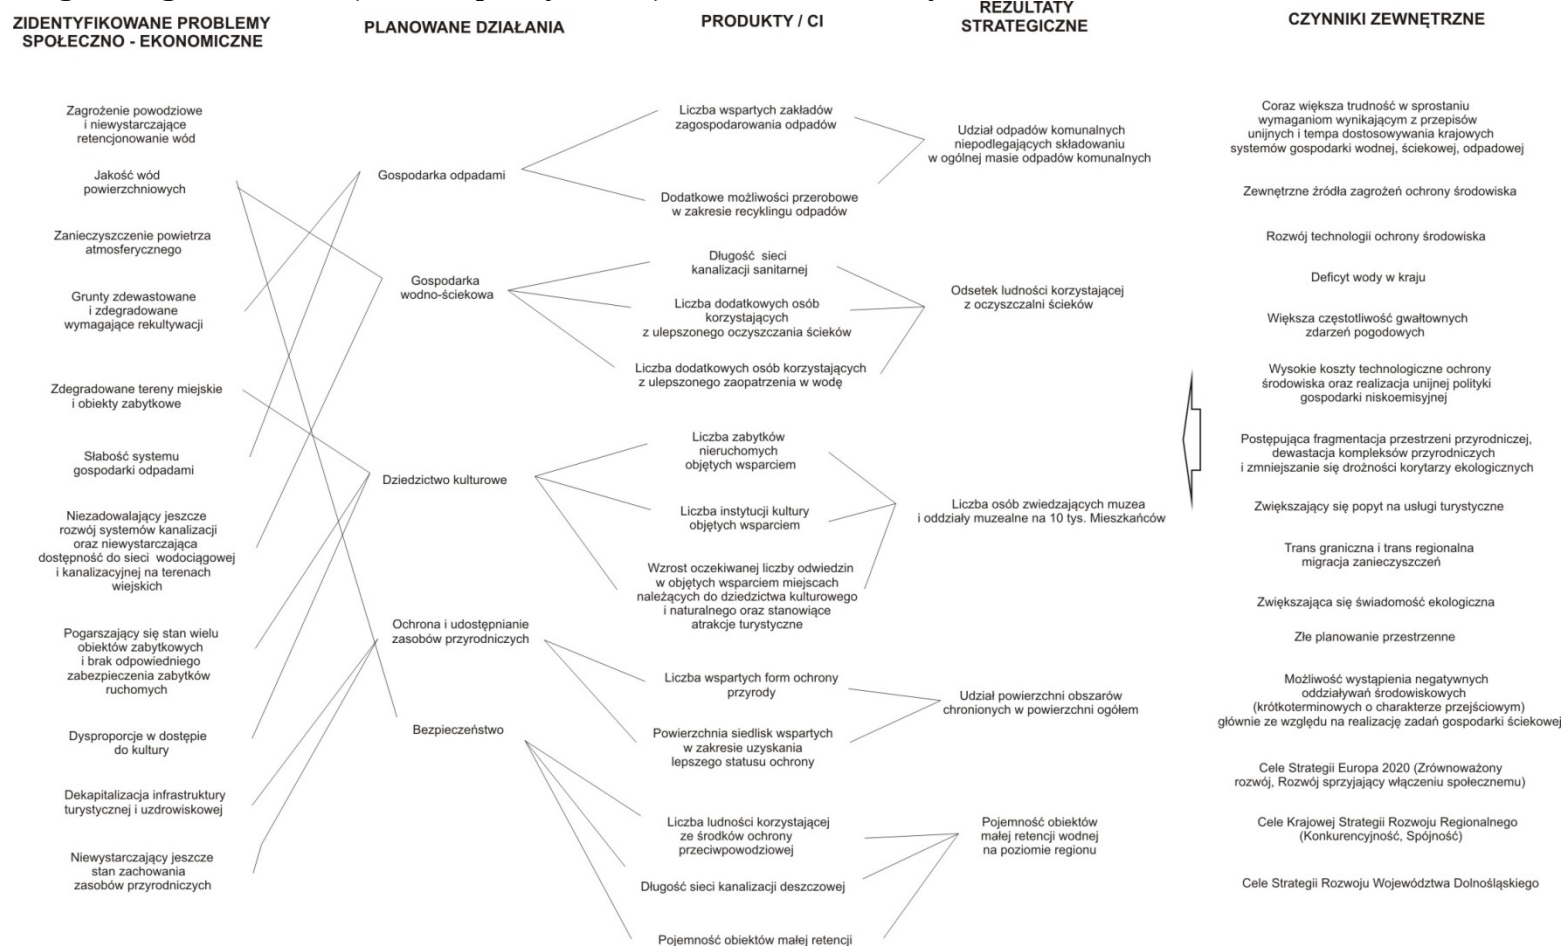 ZIDENTYFIKOWANE PROBLEMY
SPOŁECZNO - EKONOMICZNE
Zagrożenie powodziowe
i niewystarczające
retencjonowanie wód
Jakość wód
powierzchniowych
Zanieczyszczenie powietrza
atmosferycznego
Grunty zdewastowane
i zdegradowane
wymagające rekultywacji
Zdegradowane tereny miejskie
i obiekty zabytkowe
Słabość systemu
gospodarki odpadami
Niezadowalający jeszcze
rozwój systemów kanalizacji
oraz niewystarczająca
dostępność do sieci wodociągowej
i kanalizacyjnej na terenach
wiejskich
Pogarszający się stan wielu
obiektów zabytkowych
i brak odpowiedniego
zabezpieczenia zabytków
ruchomych
Dysproporcje w dostępie
do kultury
Dekapitalizacja infrastruktury
turystycznej i uzdrowiskowej
Niewystarczający jeszcze
stan zachowania
zasobów przyrodniczych
PLANOWANE DZIAŁANIA
Gospodarka odpadami
Gospodarka
wodno-ściekowa
Dziedzictwo kulturowe
Ochrona i udostępnianie
zasobów przyrodniczych
Bezpieczeństwo
PRODUKTY / CI
Liczba wspartych zakładów
zagospodarowania odpadów
Dodatkowe możliwości przerobowe
w zakresie recyklingu odpadów
Długość sieci
kanalizacji sanitarnej
Liczba dodatkowych osób
korzystających
z ulepszonego oczyszczania ścieków
Liczba dodatkowych osób korzystających
z ulepszonego zaopatrzenia w wodę
Liczba zabytków
nieruchomych
objętych wsparciem
Liczba instytucji kultury
objętych wsparciem
Wzrost oczekiwanej liczby odwiedzin
w objętych wsparciem miejscach
należących do dziedzictwa kulturowego
i naturalnego oraz stanowiące
atrakcje turystyczne
Liczba wspartych form ochrony
przyrody
Powierzchnia siedlisk wspartych
w zakresie uzyskania
lepszego statusu ochrony
Liczba ludności korzystającej
ze środków ochrony
przeciwpowodziowej
Długość sieci kanalizacji deszczowej
Pojemność obiektów małej retencji
REZULTATY
STRATEGICZNE
Udział odpadów komunalnych
niepodlegających składowaniu
w ogólnej masie odpadów komunalnych
Odsetek ludności korzystającej
z oczyszczalni ścieków
Liczba osób zwiedzających muzea
i oddziały muzealne na 10 tys. Mieszkańców
Udział powierzchni obszarów
chronionych w powierzchni ogółem
Pojemność obiektów
małej retencji wodnej
na poziomie regionu
CZYNNIKI ZEWNĘTRZNE
Coraz większa trudność w sprostaniu
wymaganiom wynikającym z przepisów
unijnych i tempa dostosowywania krajowych
systemów gospodarki wodnej, ściekowej, odpadowej
Zewnętrzne źródła zagrożeń ochrony środowiska
Rozwój technologii ochrony środowiska
Deficyt wody w kraju
Większa częstotliwość gwałtownych
zdarzeń pogodowych
Wysokie koszty technologiczne ochrony
środowiska oraz realizacja unijnej polityki
gospodarki niskoemisyjnej
Postępująca fragmentacja przestrzeni przyrodniczej,
dewastacja kompleksów przyrodniczych
i zmniejszanie się drożności korytarzy ekologicznych
Zwiększający się popyt na usługi turystyczne
Trans graniczna i trans regionalna
migracja zanieczyszczeń
Zwiększająca się świadomość ekologiczna
Złe planowanie przestrzenne
Możliwość wystąpienia negatywnych
oddziaływań środowiskowych
(krótkoterminowych o charakterze przejściowym)
głównie ze względu na realizację zadań gospodarki ściekowej
Cele Strategii Europa 2020 (Zrównoważony
rozwój, Rozwój sprzyjający włączeniu społecznemu)
Cele Krajowej Strategii Rozwoju Regionalnego
(Konkurencyjność, Spójność)
Cele Strategii Rozwoju Województwa Dolnośląskiego